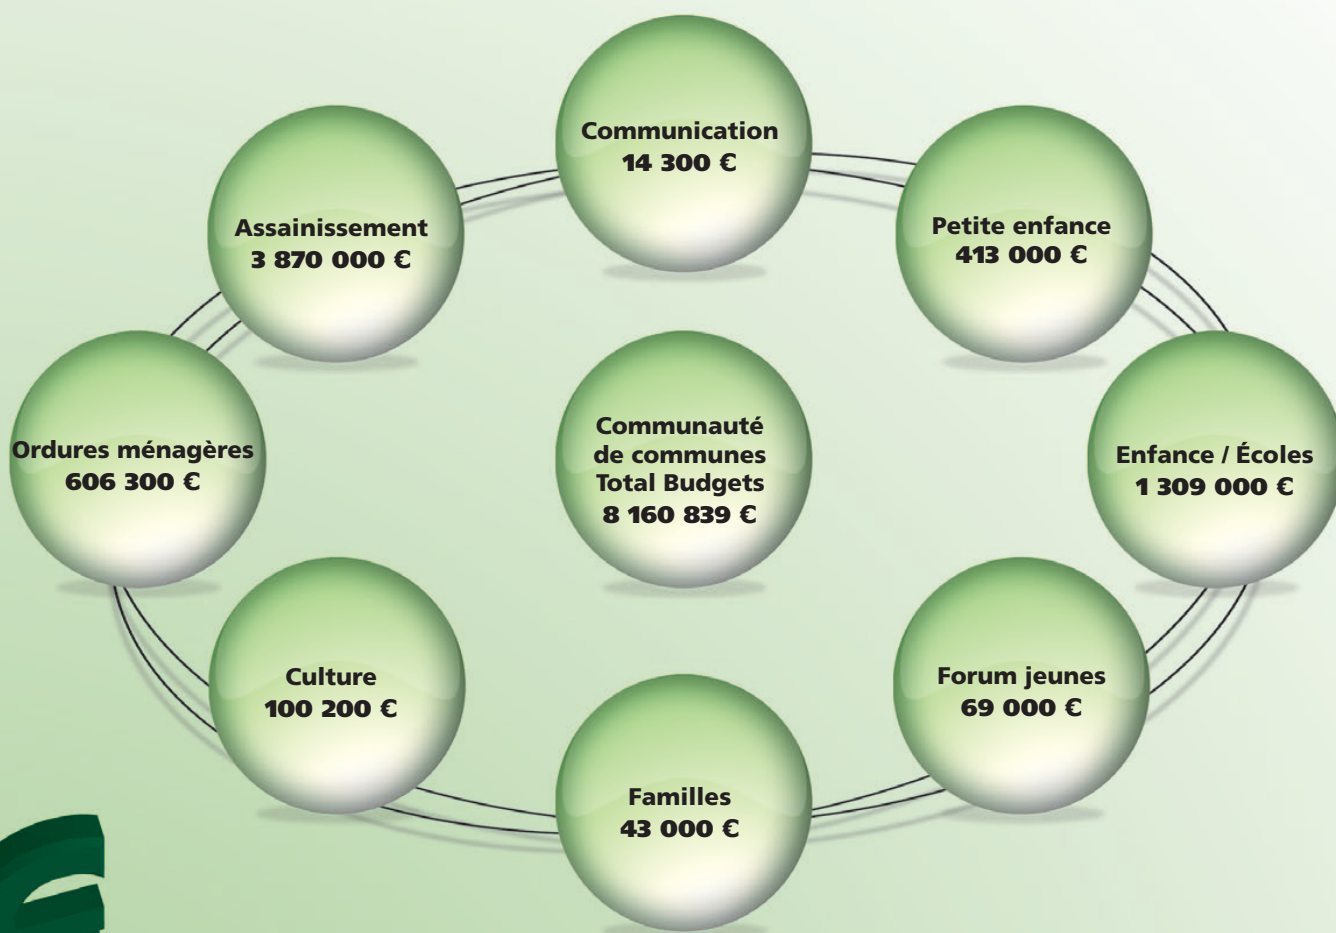 Communication
14 300 €
Assainissement
3 870 000 €
Petite enfance
413 000 €
Ordures ménagères
606 300 €
Communauté
de communes
Total Budgets
8 160 839 €
Enfance / Écoles
1 309 000 €
Culture
100 200 €
Forum jeunes
69 000 €
Familles
43 000 €